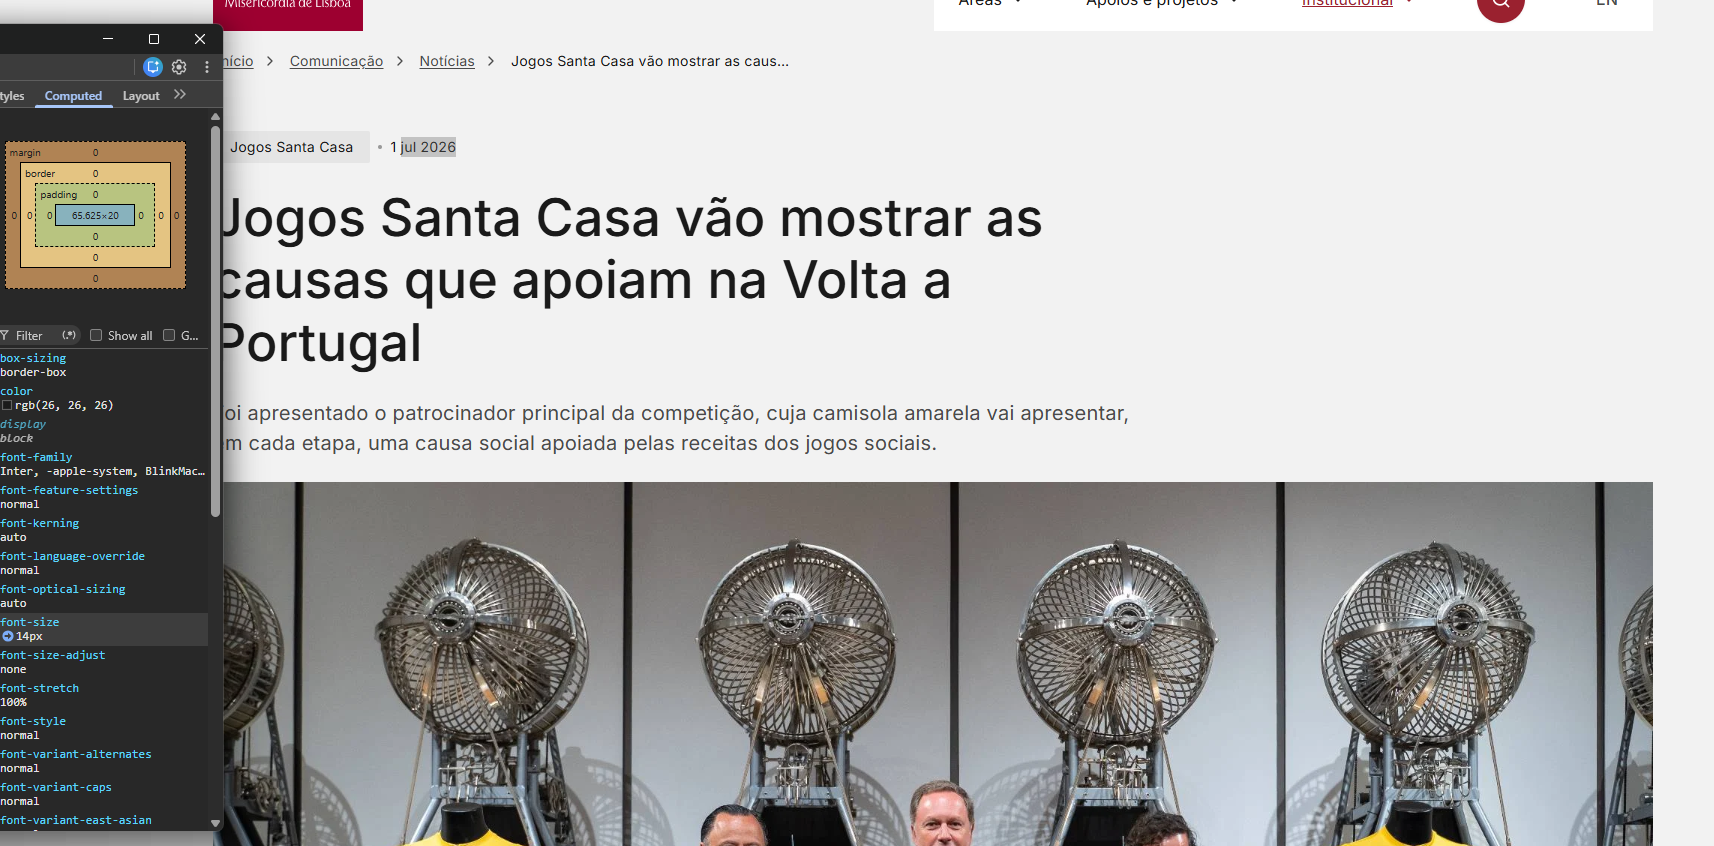 Misericórdia de Lisboa
Áreas
Apoios e projetos
Institucional
EN
nício > Comunicação > Notícias > Jogos Santa Casa vão mostrar as caus...
Jogos Santa Casa • 1 jul 2026
Jogos Santa Casa vão mostrar as
causas que apoiam na Volta a
Portugal
oi apresentado o patrocinador principal da competição, cuja camisola amarela vai apresentar,
m cada etapa, uma causa social apoiada pelas receitas dos jogos sociais.
tyles Computed Layout
margin 0
border 0
padding 0
0 0 0 65.625×20 0 0 0
0
0
0
Filter (.*) Show all G...
box-sizing
border-box
color
rgb(26, 26, 26)
display
block
font-family
Inter, -apple-system, BlinkMac…
font-feature-settings
normal
font-kerning
auto
font-language-override
normal
font-optical-sizing
auto
font-size
14px
font-size-adjust
none
font-stretch
100%
font-style
normal
font-variant-alternates
normal
font-variant-caps
normal
font-variant-east-asian